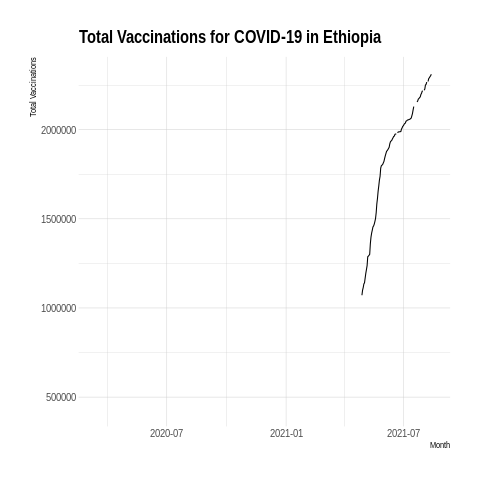 Total Vaccinations for COVID-19 in Ethiopia
Total Vaccinations
2000000
1500000
1000000
500000
2020-07
2021-01
2021-07
Month